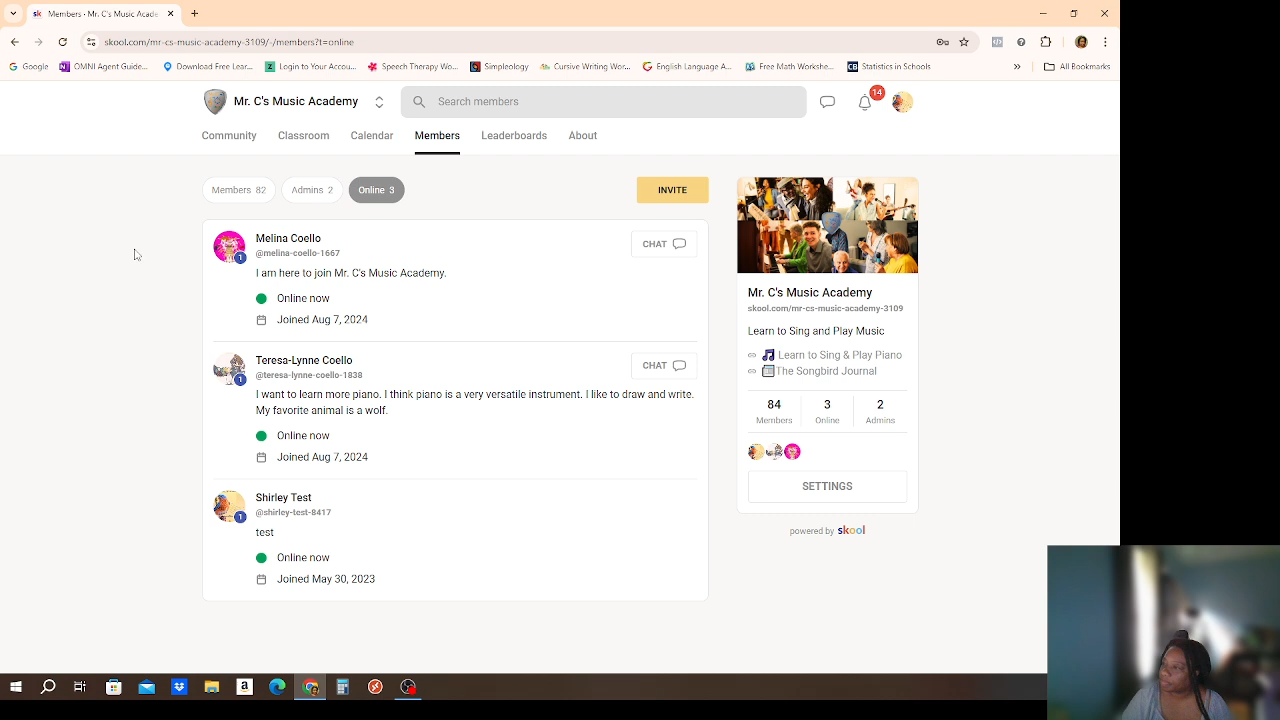 sk
Mr. C's Music Acade
skool.com/mr-cs-music-academy-3109/-/members?t=online
Google
OMNI Agent Guide...
Download Free Lear...
Login to Your Accou...
Speech Therapy Wo...
Simpleology
Cursive Writing Wor...
English Language A...
Free Math Workshe...
CB Statistics in Schools
»
All Bookmarks
Mr. C's Music Academy
Search members
14
Community
Classroom
Calendar
Members
Leaderboards
About
Members 82
Admins 2
Online 3
INVITE
Melina Coello
1
@melina-coello-1667
CHAT
I am here to join Mr. C's Music Academy.
Online now
Joined Aug 7, 2024
Teresa-Lynne Coello
1
@teresa-lynne-coello-1838
CHAT
I want to learn more piano. I think piano is a very versatile instrument. I like to draw and write.
My favorite animal is a wolf.
Online now
Joined Aug 7, 2024
Shirley Test
1
@shirley-test-8417
test
Online now
Joined May 30, 2023
Mr. C's Music Academy
skool.com/mr-cs-music-academy-3109
Learn to Sing and Play Music
Learn to Sing & Play Piano
The Songbird Journal
84
Members
3
Online
2
Admins
SETTINGS
powered by skool